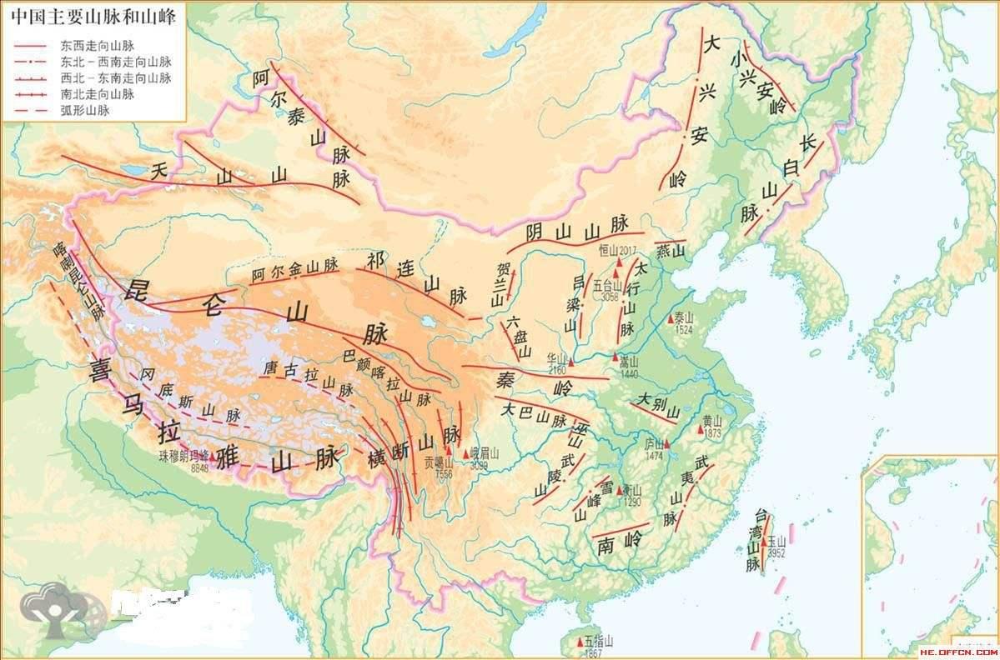 中国主要山脉和山峰
东西走向山脉
东北-西南走向山脉
西北-东南走向山脉
南北走向山脉
弧形山脉
阿尔泰山脉
天山山脉
大兴安岭
小兴安岭
长白山脉
阴山山脉
燕山
恒山2017
五台山
3058
太行山脉
吕梁山
贺兰山
六盘山
泰山
1524
喀喇昆仑山脉
昆仑山脉
阿尔金山脉
祁连山脉
巴颜喀拉山脉
唐古拉山脉
冈底斯山脉
喜马拉雅山脉
珠穆朗玛峰
8848
横断山脉
贡嘎山
7556
峨眉山
3099
华山
2160
嵩山
1440
秦岭
大巴山脉
巫山
大别山
黄山
1873
庐山
1474
武陵山
雪峰山
衡山
1290
武夷山脉
南岭
台湾山脉
玉山
3952
五指山
1867
HE.OFFCN.COM